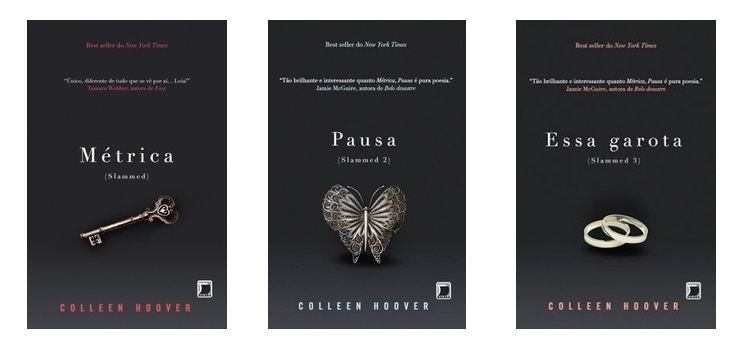 Best seller do New York Times
"Único, diferente de tudo que se vê por aí... Leia!"
Tamara Webber, autora de Easy
Métrica
(Slammed)
COLLEEN HOOVER
Best seller do New York Times
"Tão brilhante e interessante quanto Métrica, Pausa é pura poesia."
Jamie McGuire, autora de Belo desastre
Pausa
(Slammed 2)
COLLEEN HOOVER
Best seller do New York Times
"Tão brilhante e interessante quanto Métrica, Pausa é pura poesia."
Jamie McGuire, autora de Belo desastre
Essa garota
(Slammed 3)
COLLEEN HOOVER